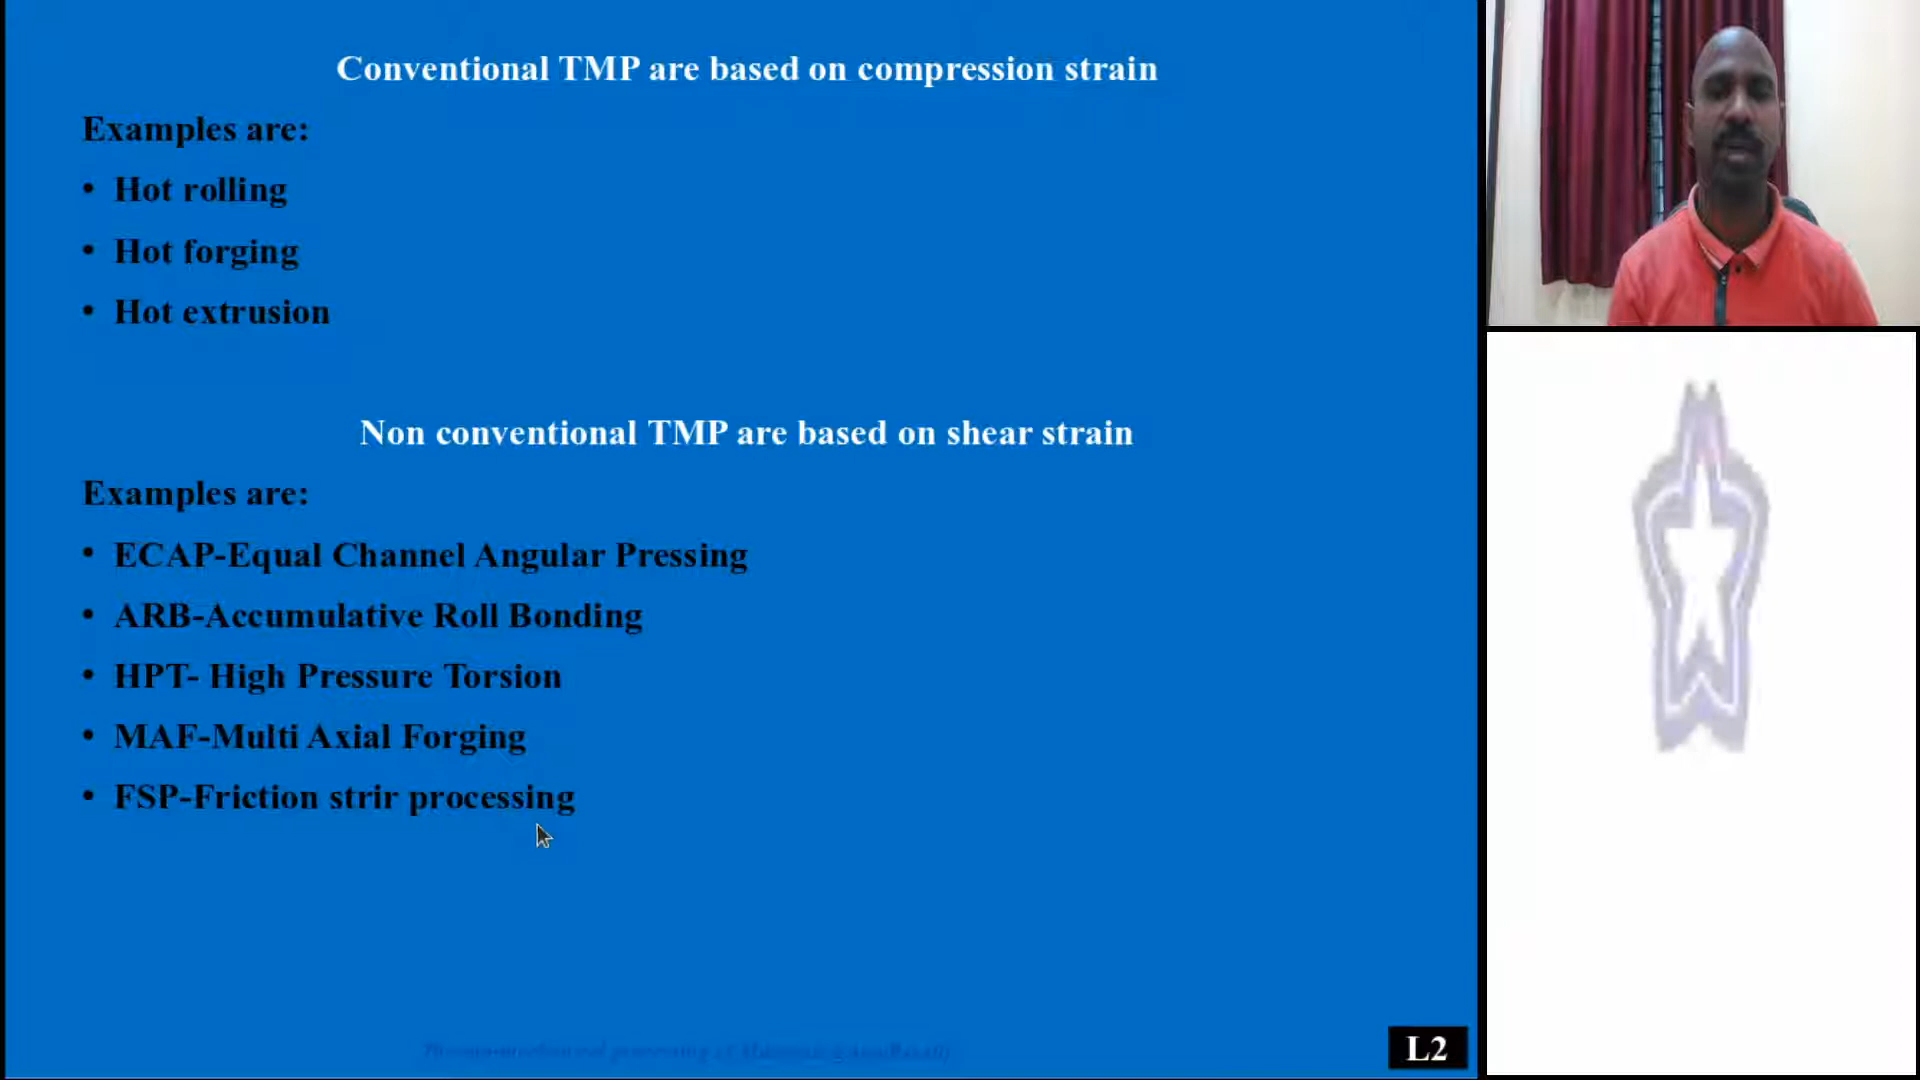 Conventional TMP are based on compression strain
Examples are:
• Hot rolling
• Hot forging
• Hot extrusion
Non conventional TMP are based on shear strain
Examples are:
• ECAP-Equal Channel Angular Pressing
• ARB-Accumulative Roll Bonding
• HPT- High Pressure Torsion
• MAF-Multi Axial Forging
• FSP-Friction strir processing
L2